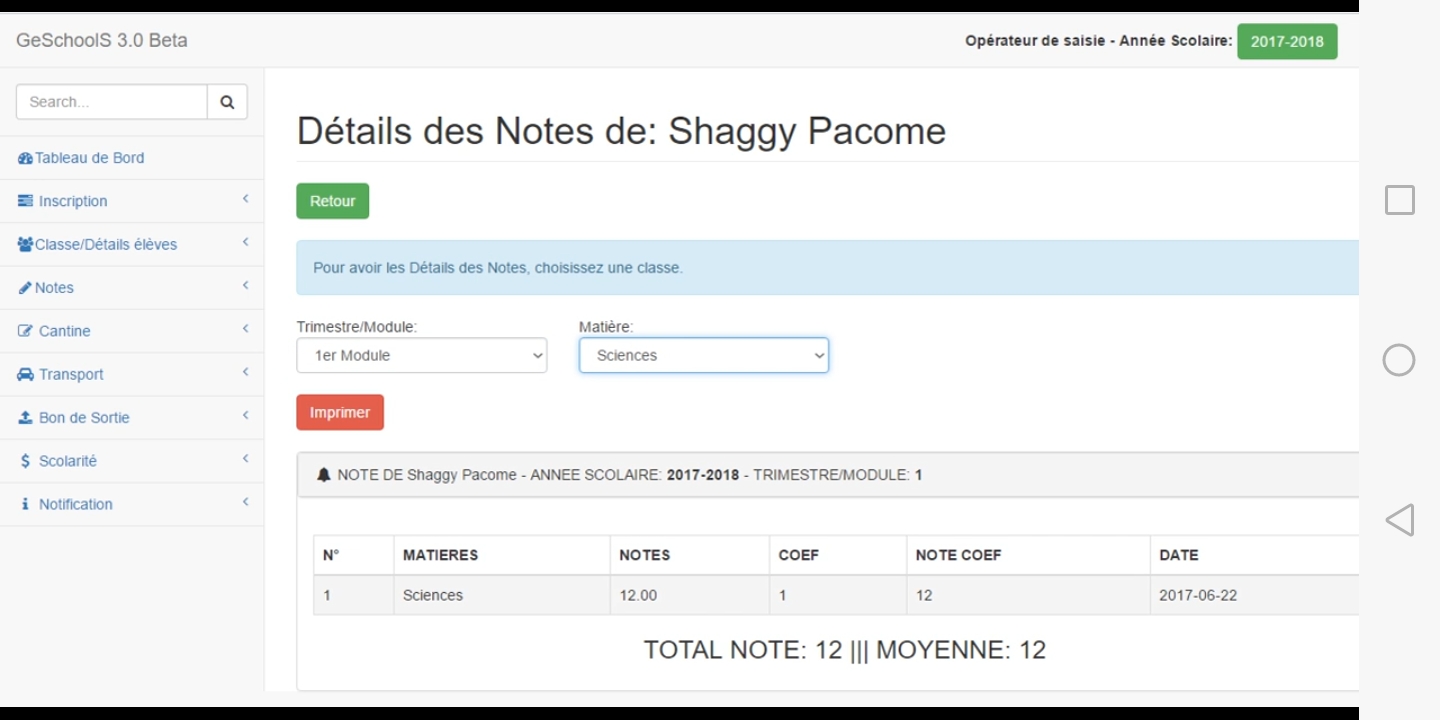 GeSchoolS 3.0 Beta
Opérateur de saisie - Année Scolaire: 2017-2018
Search...
Tableau de Bord
Inscription
Classe/Détails élèves
Notes
Cantine
Transport
Bon de Sortie
$ Scolarité
Notification
Détails des Notes de: Shaggy Pacome
Retour
Pour avoir les Détails des Notes, choisissez une classe.
Trimestre/Module: Matière:
1er Module Sciences
Imprimer
NOTE DE Shaggy Pacome - ANNEE SCOLAIRE: 2017-2018 - TRIMESTRE/MODULE: 1
N° MATIERES NOTES COEF NOTE COEF DATE
1 Sciences 12.00 1 12 2017-06-22
TOTAL NOTE: 12 ||| MOYENNE: 12